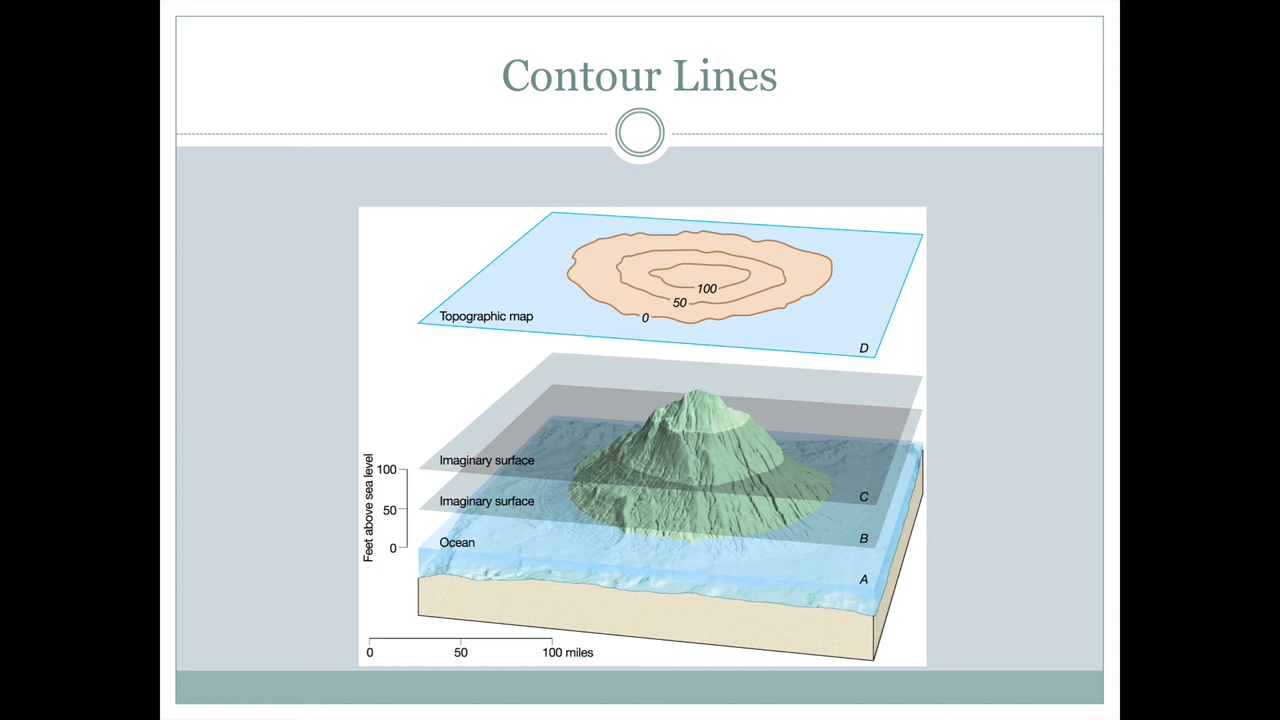 Contour Lines
100
50
0
Topographic map
D
Imaginary surface
100
C
Imaginary surface
50
B
Ocean
0
A
Feet above sea level
0 50 100 miles